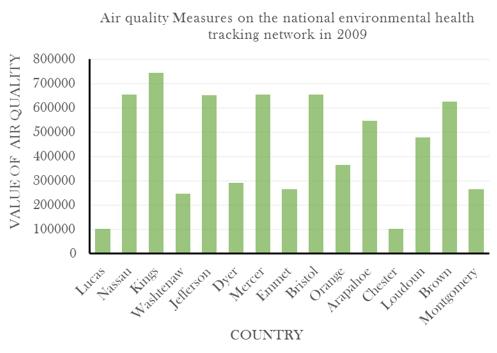 Air quality Measures on the national environmental health
tracking network in 2009
VALUE OF AIR QUALITY
800000
700000
600000
500000
400000
300000
200000
100000
0
Lucas
Nassau
Kings
Washtenaw
Jefferson
Dyer
Mercer
Emmet
Bristol
Orange
Arapahoe
Chester
Loudoun
Brown
Montgomery
COUNTRY